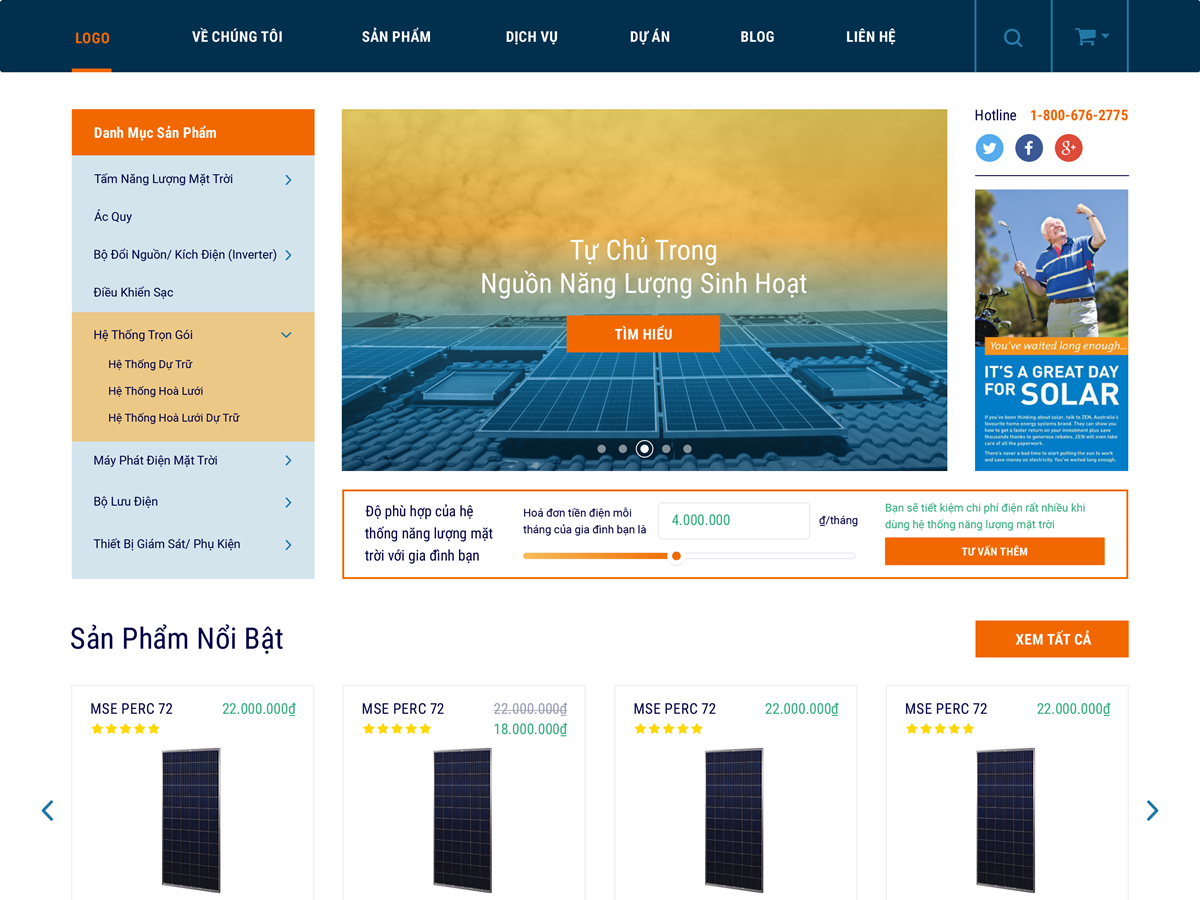 LOGO
VỀ CHÚNG TÔI
SẢN PHẨM
DỊCH VỤ
DỰ ÁN
BLOG
LIÊN HỆ
Danh Mục Sản Phẩm
Tấm Năng Lượng Mặt Trời
Ác Quy
Bộ Đổi Nguồn/ Kích Điện (Inverter)
Điều Khiển Sạc
Hệ Thống Trọn Gói
Hệ Thống Dự Trữ
Hệ Thống Hoà Lưới
Hệ Thống Hoà Lưới Dự Trữ
Máy Phát Điện Mặt Trời
Bộ Lưu Điện
Thiết Bị Giám Sát/ Phụ Kiện
Tự Chủ Trong
Nguồn Năng Lượng Sinh Hoạt
TÌM HIỂU
Hotline 1-800-676-2775
You've waited long enough...
IT'S A GREAT DAY
FOR SOLAR
If you've been thinking about solar, talk to ZEN, Australia's
favourite home energy systems brand. They can show you
how to get a faster return on your investment plus save
thousands thanks to generous rebates. ZEN will even take
care of all the paperwork.
There's never a bad time to start putting the sun to work
and save money on electricity. You've waited long enough.
Độ phù hợp của hệ
thống năng lượng mặt
trời với gia đình bạn
Hoá đơn tiền điện mỗi
tháng của gia đình bạn là
4.000.000
₫/tháng
Bạn sẽ tiết kiệm chi phí điện rất nhiều khi
dùng hệ thống năng lượng mặt trời
TƯ VẤN THÊM
Sản Phẩm Nổi Bật
XEM TẤT CẢ
MSE PERC 72 22.000.000₫
MSE PERC 72 22.000.000₫
18.000.000₫
MSE PERC 72 22.000.000₫
MSE PERC 72 22.000.000₫